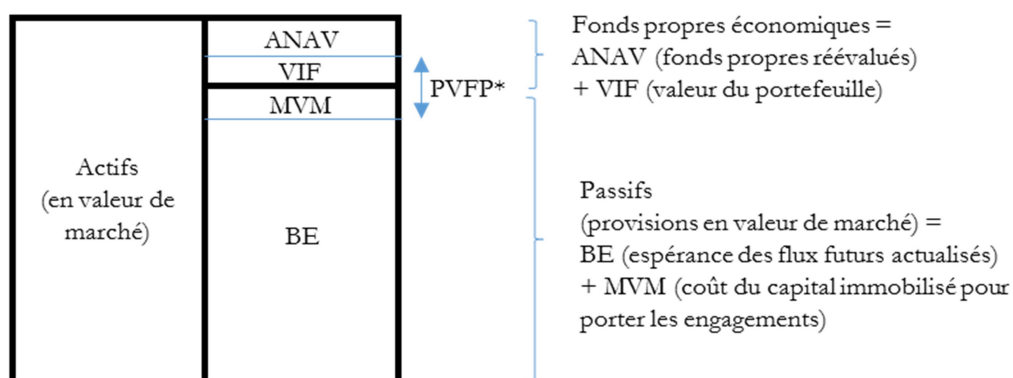 Actifs
(en valeur de
marché)
ANAV
VIF
MVM
BE
PVFP*
Fonds propres économiques =
ANAV (fonds propres réévalués)
+ VIF (valeur du portefeuille)
Passifs
(provisions en valeur de marché) =
BE (espérance des flux futurs actualisés)
+ MVM (coût du capital immobilisé pour
porter les engagements)